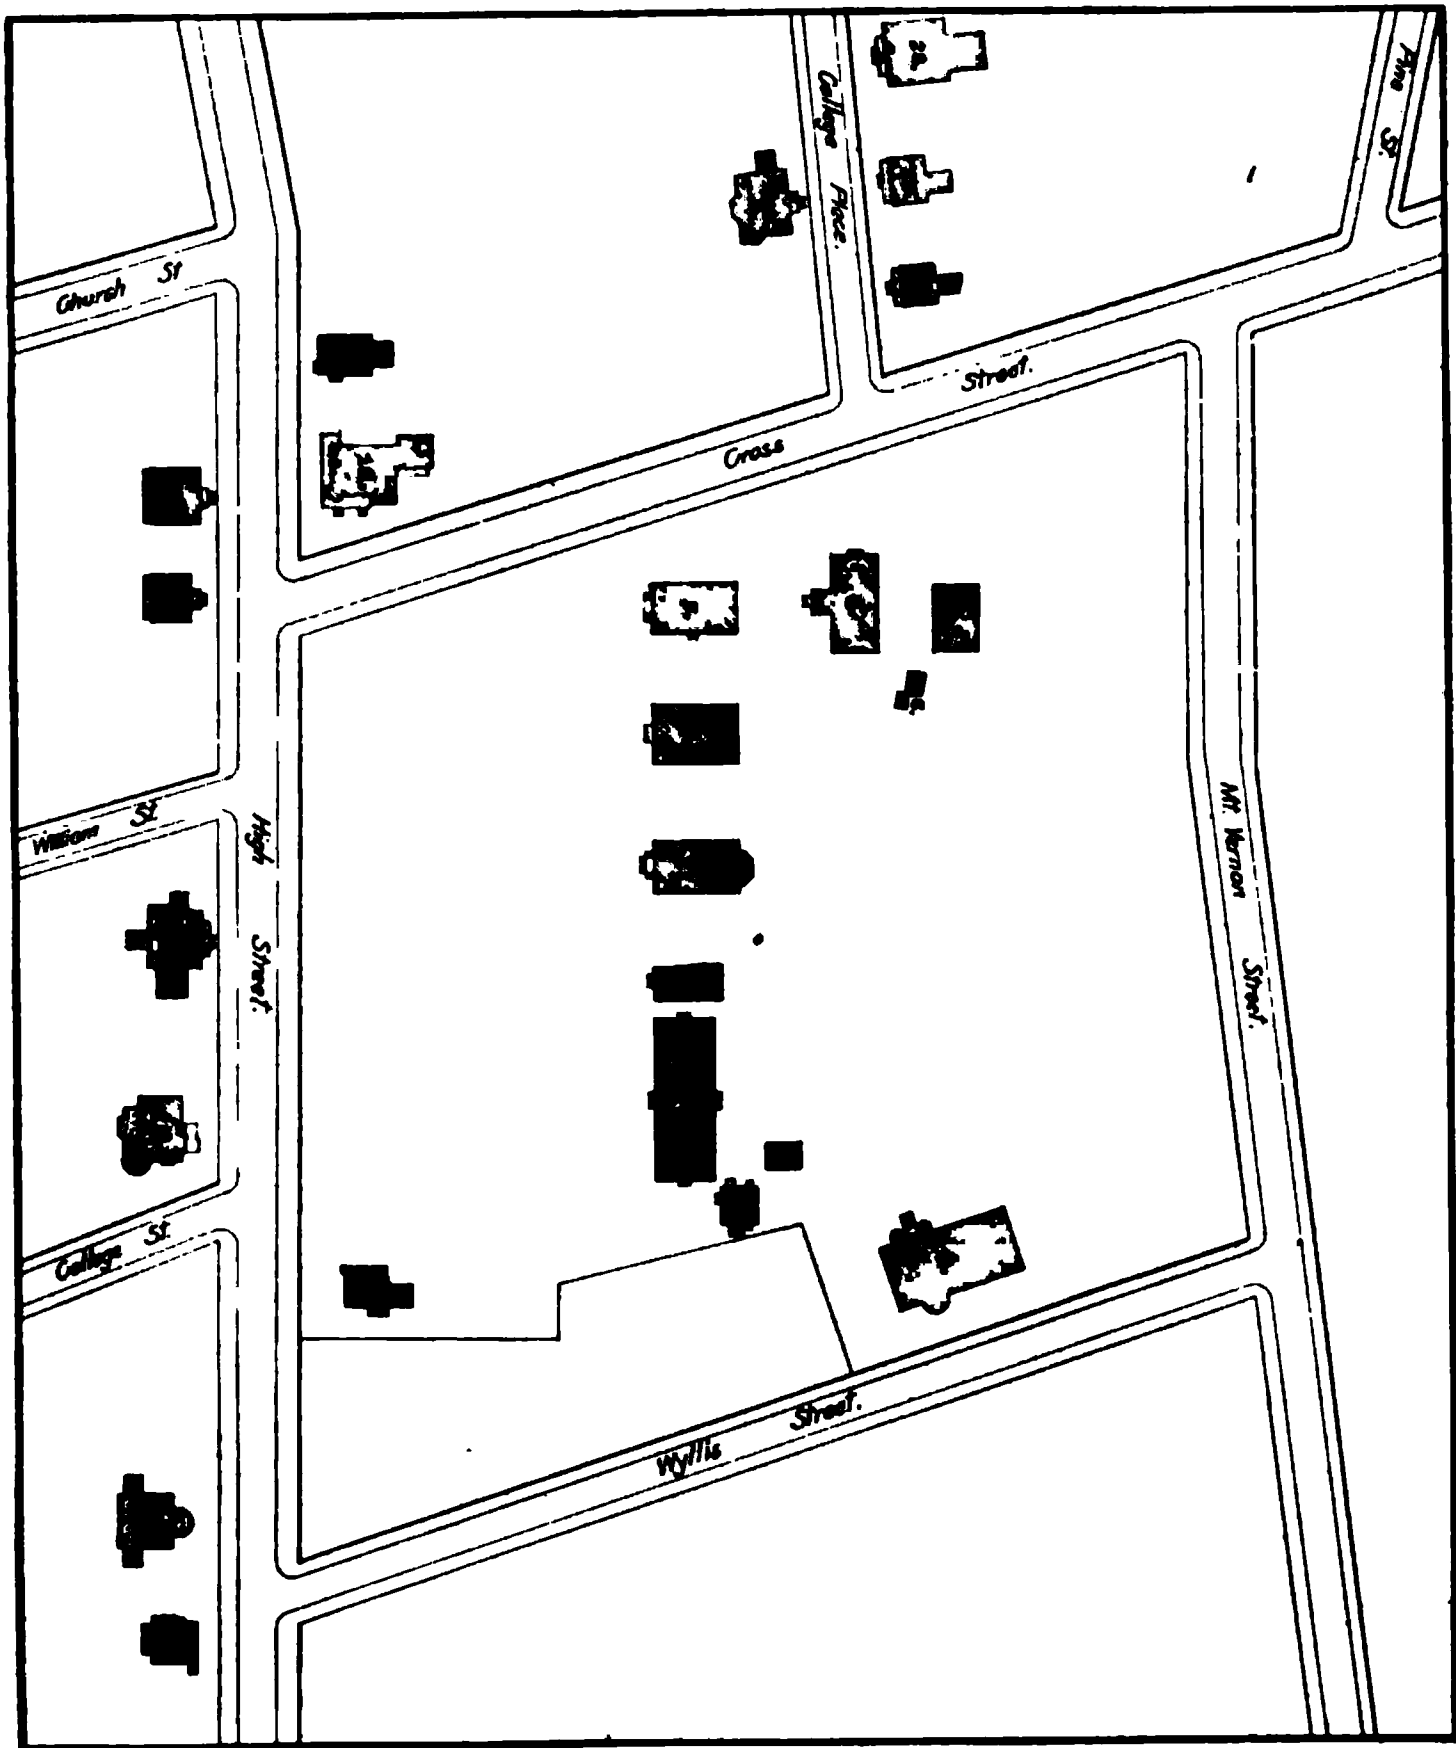 Pine St.
College Place.
Church St
Cross Street.
High Street.
William St
Mt. Vernon Street.
College St.
Wyllis Street.